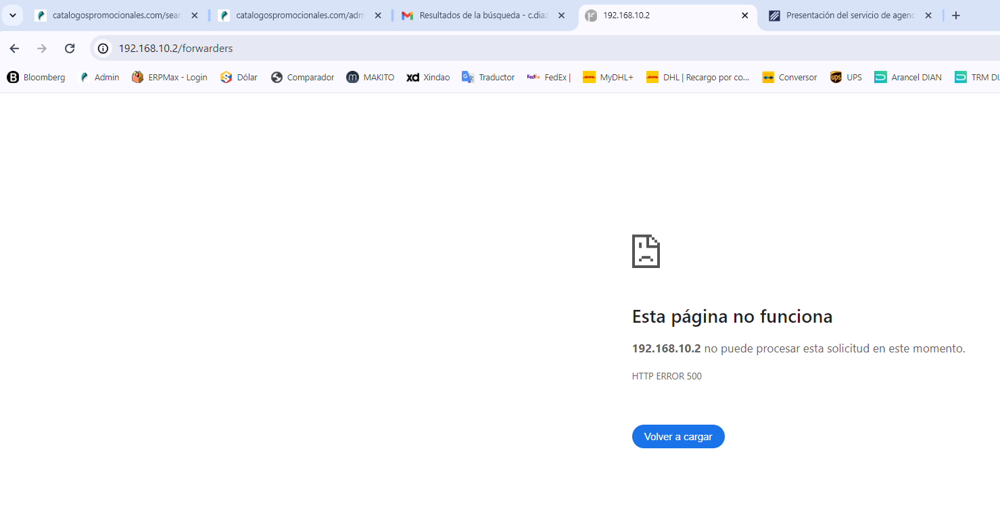 catalogospromocionales.com/sear
catalogospromocionales.com/adm
Resultados de la búsqueda - c.diaz
192.168.10.2
Presentación del servicio de agenc
192.168.10.2/forwarders
Bloomberg
Admin
ERPMax - Login
Dólar
Comparador
MAKITO
xd Xindao
Traductor
FedEx FedEx |
MyDHL+
DHL | Recargo por co...
Conversor
ups UPS
Arancel DIAN
TRM DI
Esta página no funciona
192.168.10.2 no puede procesar esta solicitud en este momento.
HTTP ERROR 500
Volver a cargar